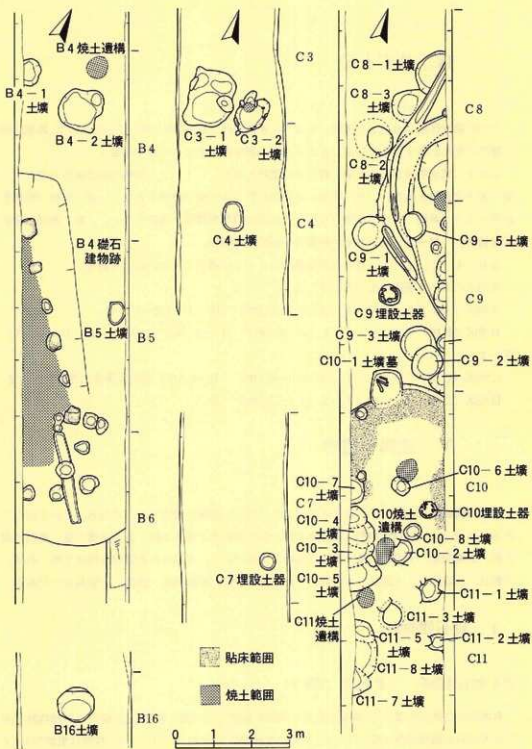 B4焼土遺構
B4-1
土壙
B4-2土壙
B4
B4礎石
建物跡
B5土壙
B5
B6
B16土壙
B16
C3
C3-1
土壙
C3-2
土壙
C4土壙
C4
C7
C7埋設土器
貼床範囲
焼土範囲
0 1 2 3m
C8-1土壙
C8-3
土壙
C8
C8-2
土壙
C9-5土壙
C9-1
土壙
C9
C9埋設土器
C9-3土壙
C10-1土壙墓
C9-2土壙
C10-6土壙
C10-7
土壙
C10
C10焼土
遺構
C10埋設土器
C10-4
土壙
C10-8土壙
C10-3
土壙
C10-2土壙
C10-5
土壙
C11-1土壙
C11焼土
遺構
C11-3土壙
C11-5
土壙
C11-2土壙
C11
C11-8土壙
C11-7土壙